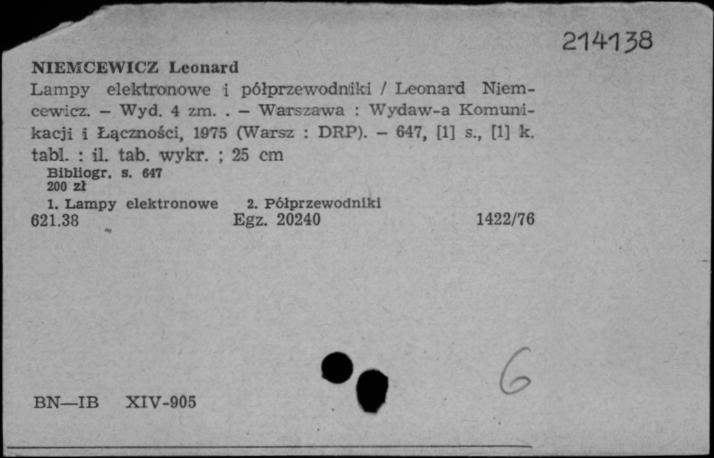 214138
NIEMCEWICZ Leonard
Lampy elektronowe i półprzewodniki / Leonard Niem-
cewicz. — Wyd. 4 zm. . — Warszawa : Wydaw-a Komuni-
kacji i Łączności, 1975 (Warsz : DRP). — 647, [1] s., [1] k.
tabl. : il. tab. wykr. ; 25 cm
Bibliogr. s. 647
200 zł
1. Lampy elektronowe 2. Półprzewodniki
621.38 Egz. 20240 1422/76
6
BN—IB XIV-905